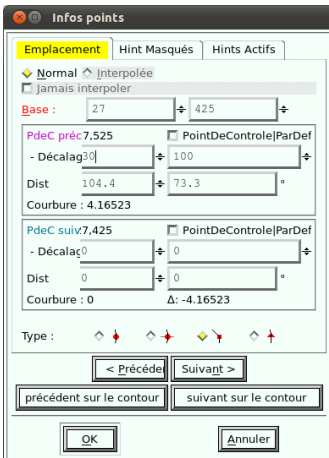 Infos points
Emplacement Hint Masqués Hints Actifs
Normal Interpolée
Jamais interpoler
Base : 27 425
PdeC préc 7,525 PointDeControle|ParDef
- Décalag 30 100
Dist 104.4 73.3 °
Courbure : 4.16523
PdeC suiv: 7,425 PointDeControle|ParDef
- Décalag 0 0
Dist 0 0 °
Courbure : 0 Δ: -4.16523
Type :
< Précéder Suivant >
précédent sur le contour suivant sur le contour
OK Annuler